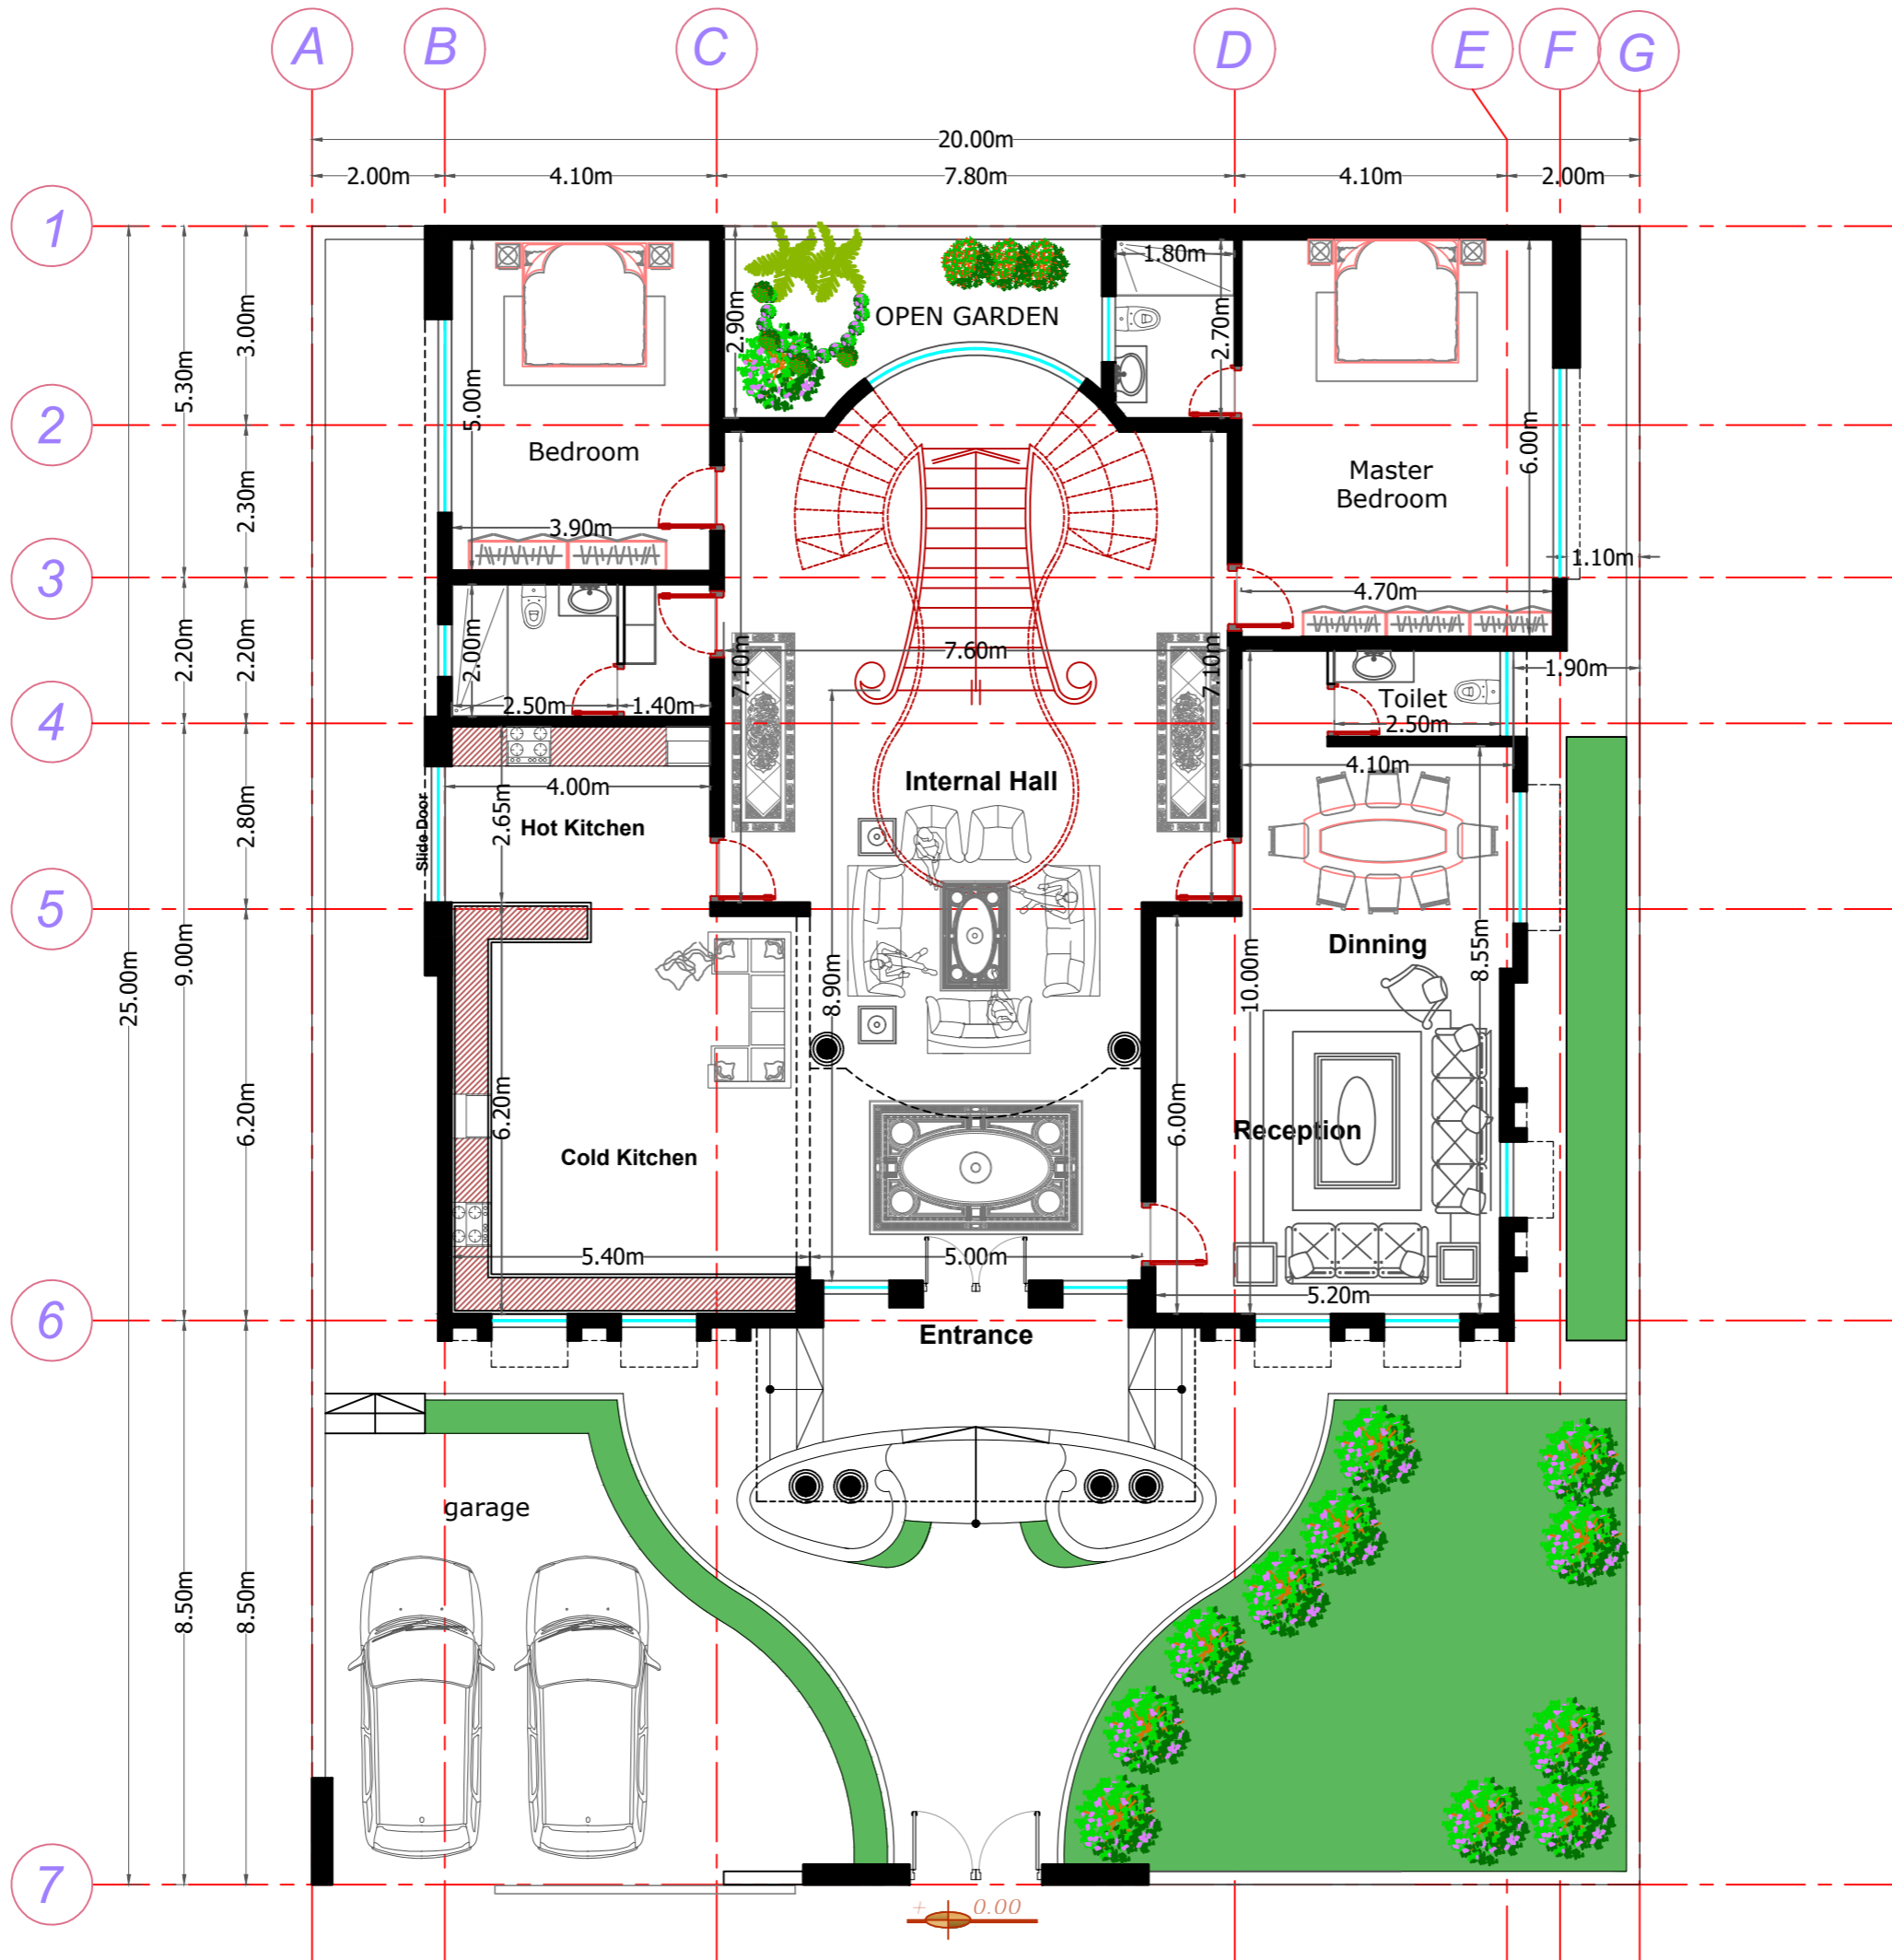 A B C D E F G
20.00m
2.00m 4.10m 7.80m 4.10m 2.00m
1
2
3
4
5
6
7
25.00m
5.30m
2.20m
9.00m
8.50m
3.00m
2.30m
2.20m
2.80m
6.20m
8.50m
5.00m
Bedroom
3.90m
2.90m
OPEN GARDEN
1.80m
2.70m
6.00m
Master
Bedroom
1.10m
4.70m
2.00m
2.50m
1.40m
7.10m
7.60m
7.10m
1.90m
Toilet
2.50m
4.10m
4.00m
Slide Door
2.65m
Hot Kitchen
Internal Hall
8.90m
Dinning
10.00m
8.55m
6.20m
Cold Kitchen
6.00m
Reception
5.40m
5.00m
5.20m
Entrance
garage
+ 0.00